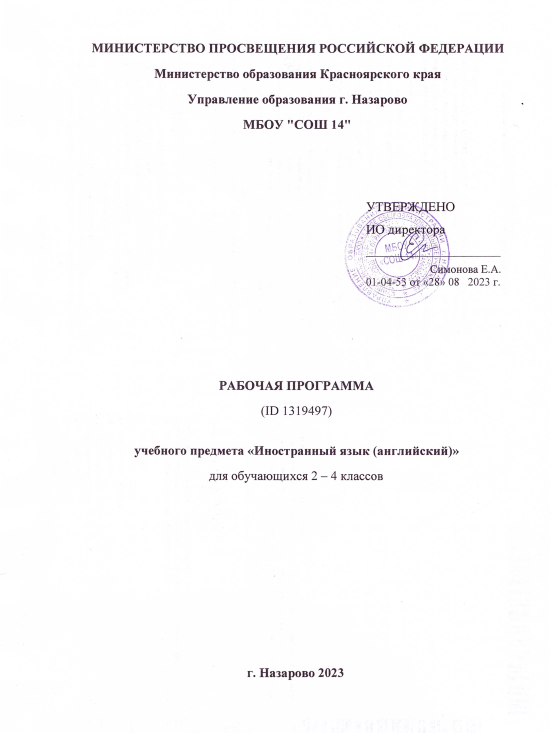 МИНИСТЕРСТВО ПРОСВЕЩЕНИЯ РОССИЙСКОЙ ФЕДЕРАЦИИ
Министерство образования Красноярского края
Управление образования г. Назарово
МБОУ "СОШ 14"
УТВЕРЖДЕНО
ИО директора
Симонова Е.А.
01-04-55 от «28» 08 2023 г.
РАБОЧАЯ ПРОГРАММА
(ID 1319497)
учебного предмета «Иностранный язык (английский)»
для обучающихся 2 – 4 классов
г. Назарово 2023